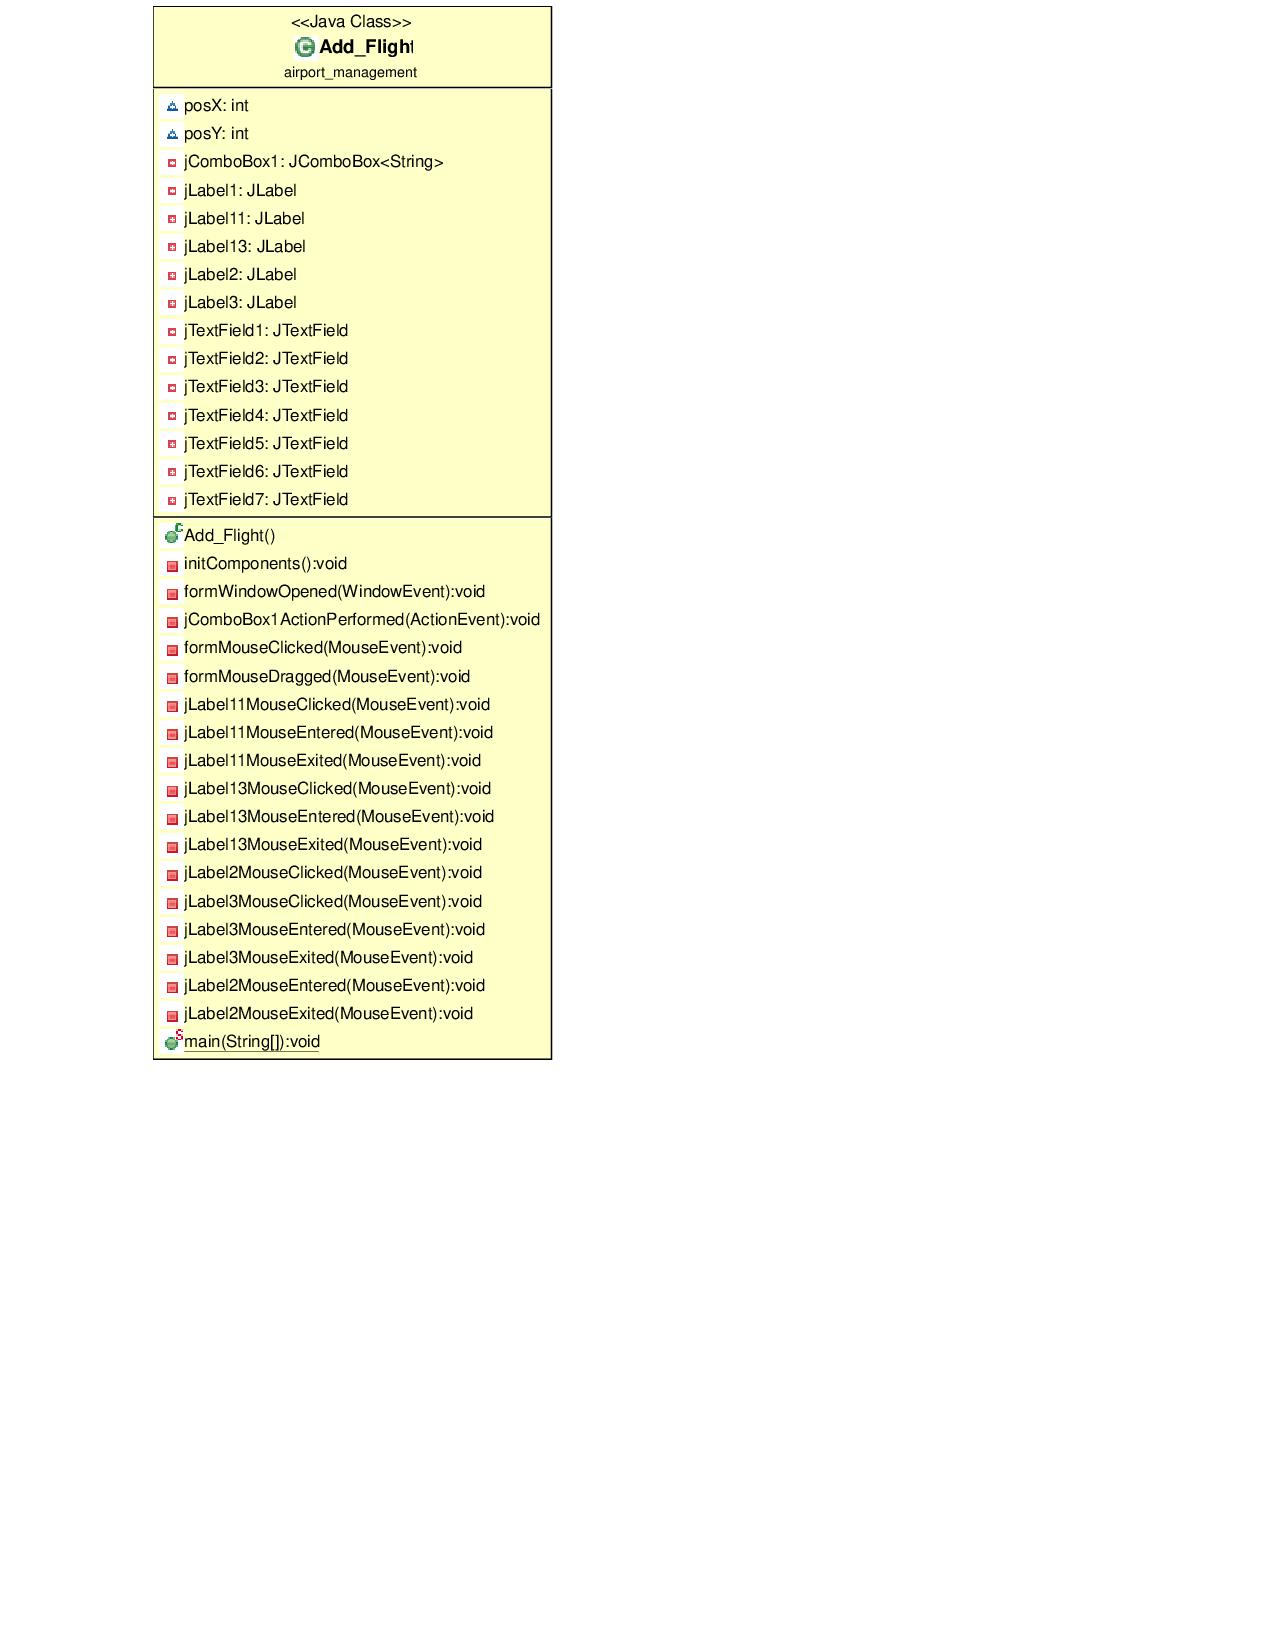 <<Java Class>>
Add_Flight
airport_management
posX: int
posY: int
jComboBox1: JComboBox<String>
jLabel1: JLabel
jLabel11: JLabel
jLabel13: JLabel
jLabel2: JLabel
jLabel3: JLabel
jTextField1: JTextField
jTextField2: JTextField
jTextField3: JTextField
jTextField4: JTextField
jTextField5: JTextField
jTextField6: JTextField
jTextField7: JTextField
Add_Flight()
initComponents():void
formWindowOpened(WindowEvent):void
jComboBox1ActionPerformed(ActionEvent):void
formMouseClicked(MouseEvent):void
formMouseDragged(MouseEvent):void
jLabel11MouseClicked(MouseEvent):void
jLabel11MouseEntered(MouseEvent):void
jLabel11MouseExited(MouseEvent):void
jLabel13MouseClicked(MouseEvent):void
jLabel13MouseEntered(MouseEvent):void
jLabel13MouseExited(MouseEvent):void
jLabel2MouseClicked(MouseEvent):void
jLabel3MouseClicked(MouseEvent):void
jLabel3MouseEntered(MouseEvent):void
jLabel3MouseExited(MouseEvent):void
jLabel2MouseEntered(MouseEvent):void
jLabel2MouseExited(MouseEvent):void
main(String[]):void